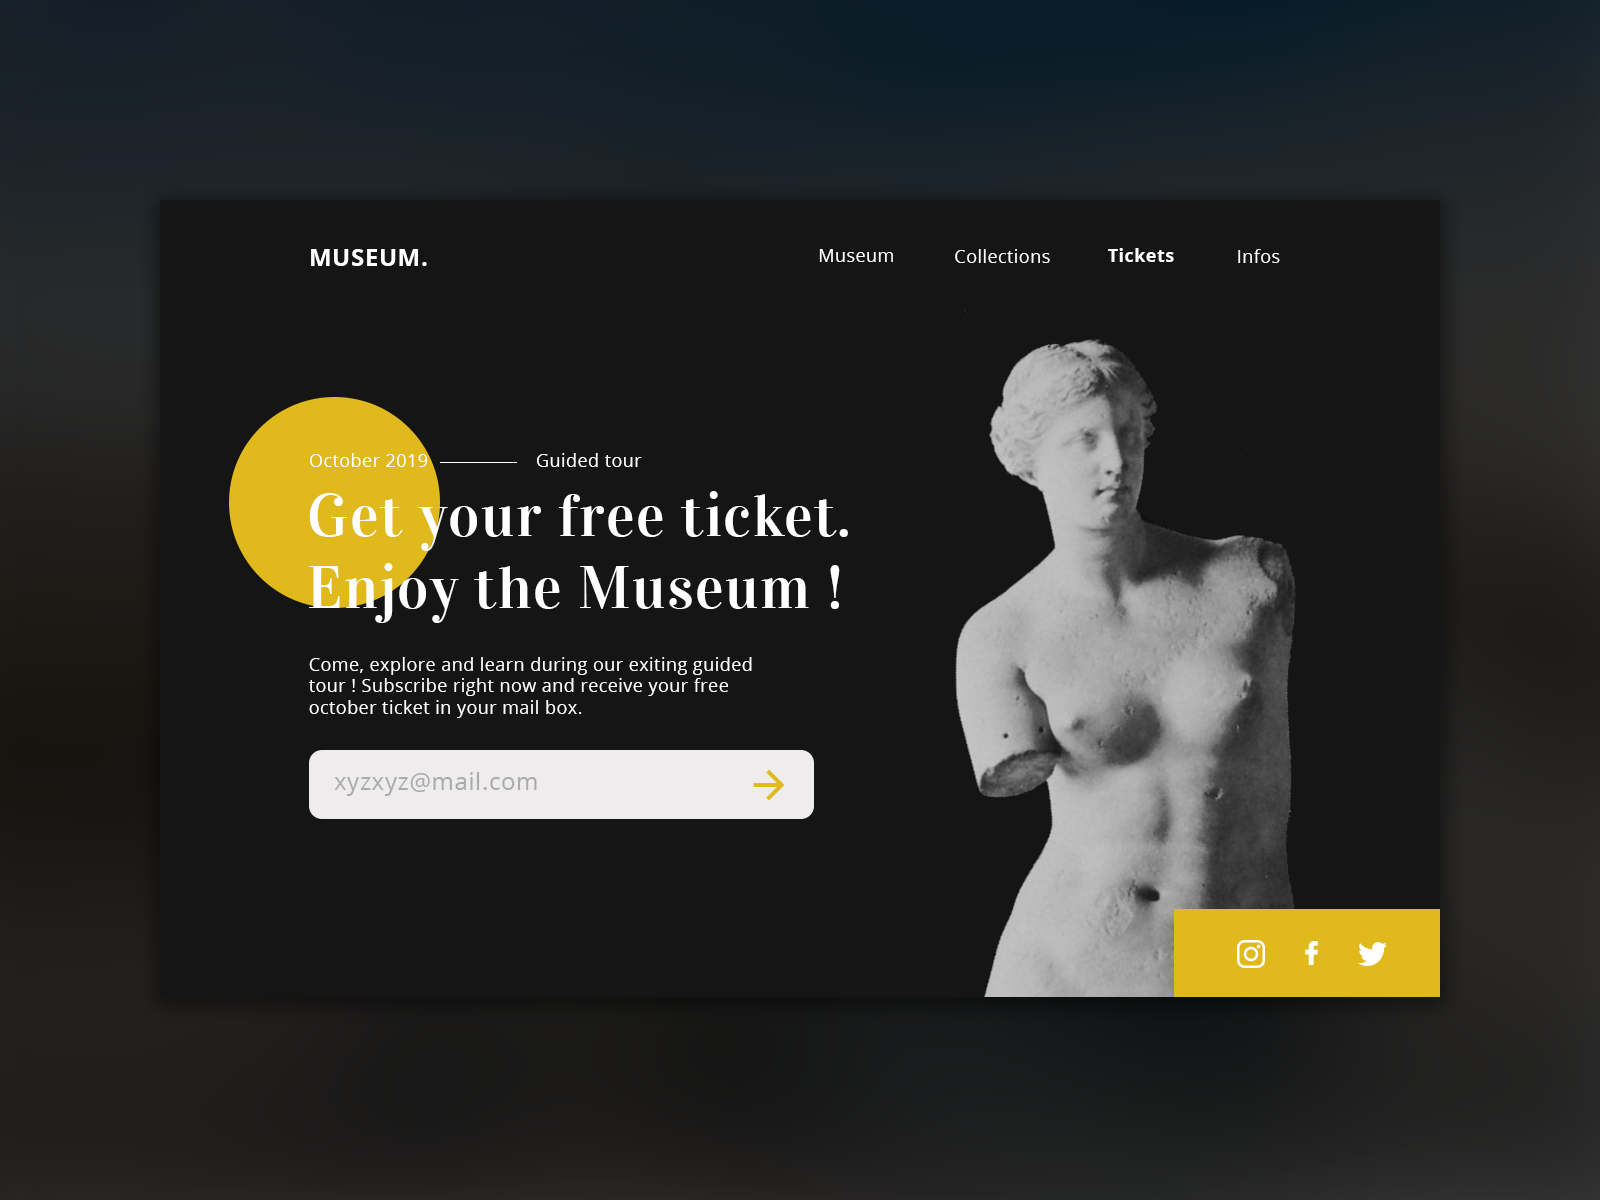 MUSEUM.
Museum Collections Tickets Infos
October 2019 Guided tour
Get your free ticket.
Enjoy the Museum !
Come, explore and learn during our exiting guided
tour ! Subscribe right now and receive your free
october ticket in your mail box.
xyzxyz@mail.com